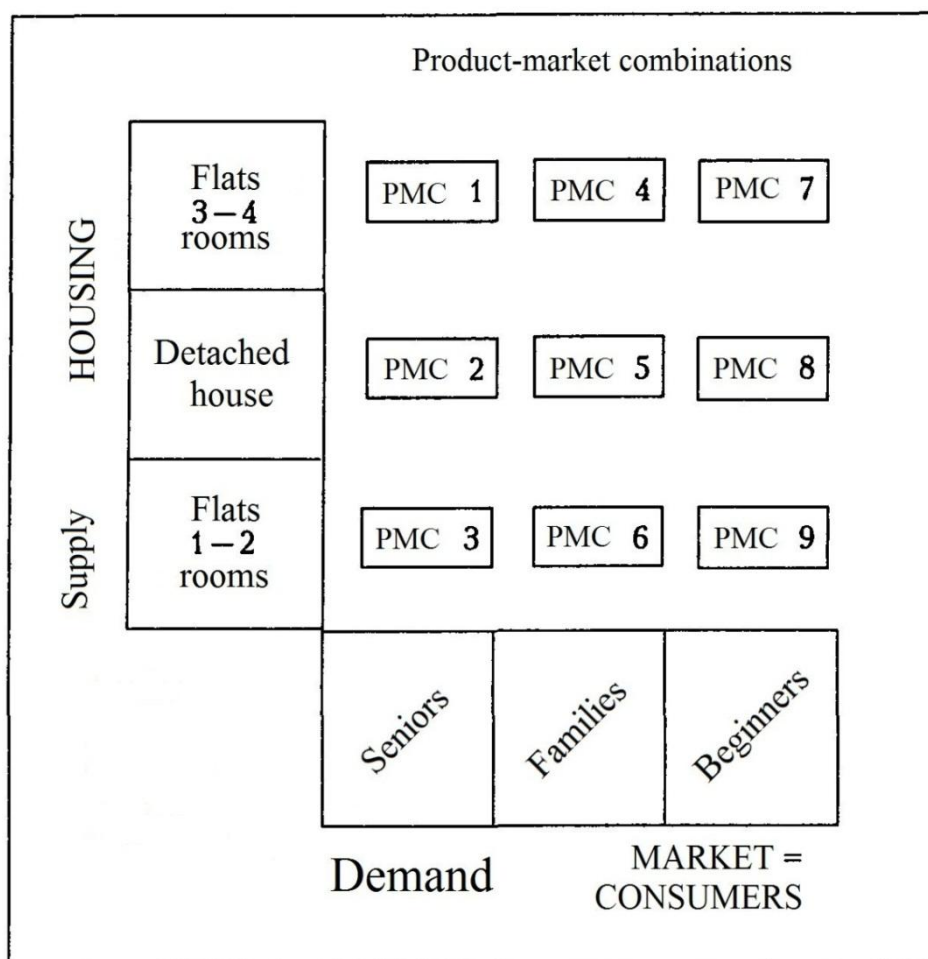 Product-market combinations
HOUSING
Supply
Flats
3-4
rooms
PMC 1
PMC 4
PMC 7
Detached
house
PMC 2
PMC 5
PMC 8
Flats
1-2
rooms
PMC 3
PMC 6
PMC 9
Seniors
Families
Beginners
Demand
MARKET =
CONSUMERS